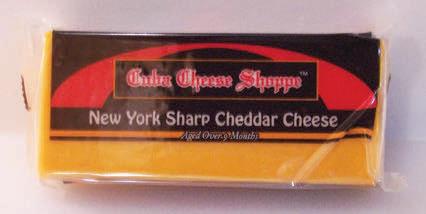 Cuba Cheese Shoppe™
New York Sharp Cheddar Cheese
Aged Over 9 Months